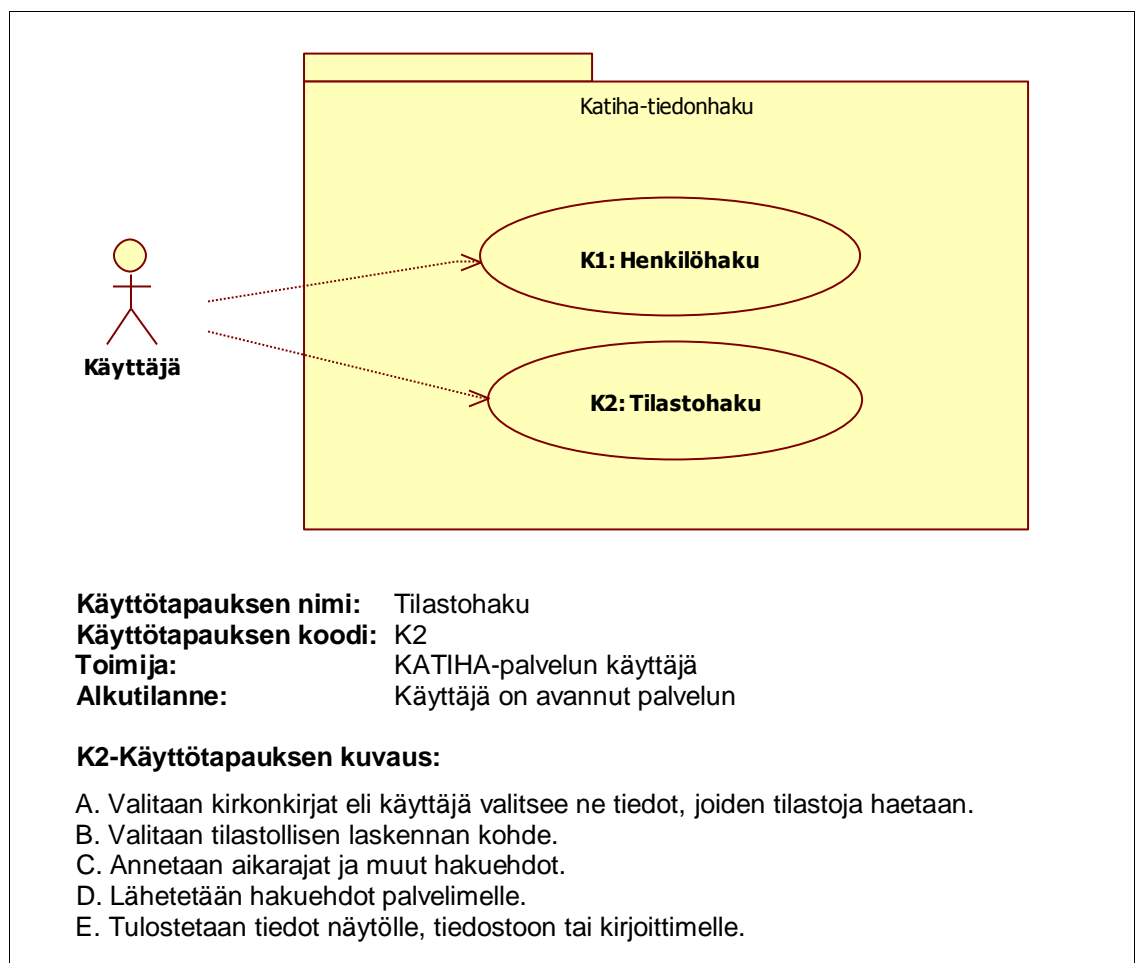 Katiha-tiedonhaku
K1: Henkilöhaku
Käyttäjä
K2: Tilastohaku
Käyttötapauksen nimi: Tilastohaku
Käyttötapauksen koodi: K2
Toimija: KATIHA-palvelun käyttäjä
Alkutilanne: Käyttäjä on avannut palvelun
K2-Käyttötapauksen kuvaus:
A. Valitaan kirkonkirjat eli käyttäjä valitsee ne tiedot, joiden tilastoja haetaan.
B. Valitaan tilastollisen laskennan kohde.
C. Annetaan aikarajat ja muut hakuehdot.
D. Lähetetään hakuehdot palvelimelle.
E. Tulostetaan tiedot näytölle, tiedostoon tai kirjoittimelle.